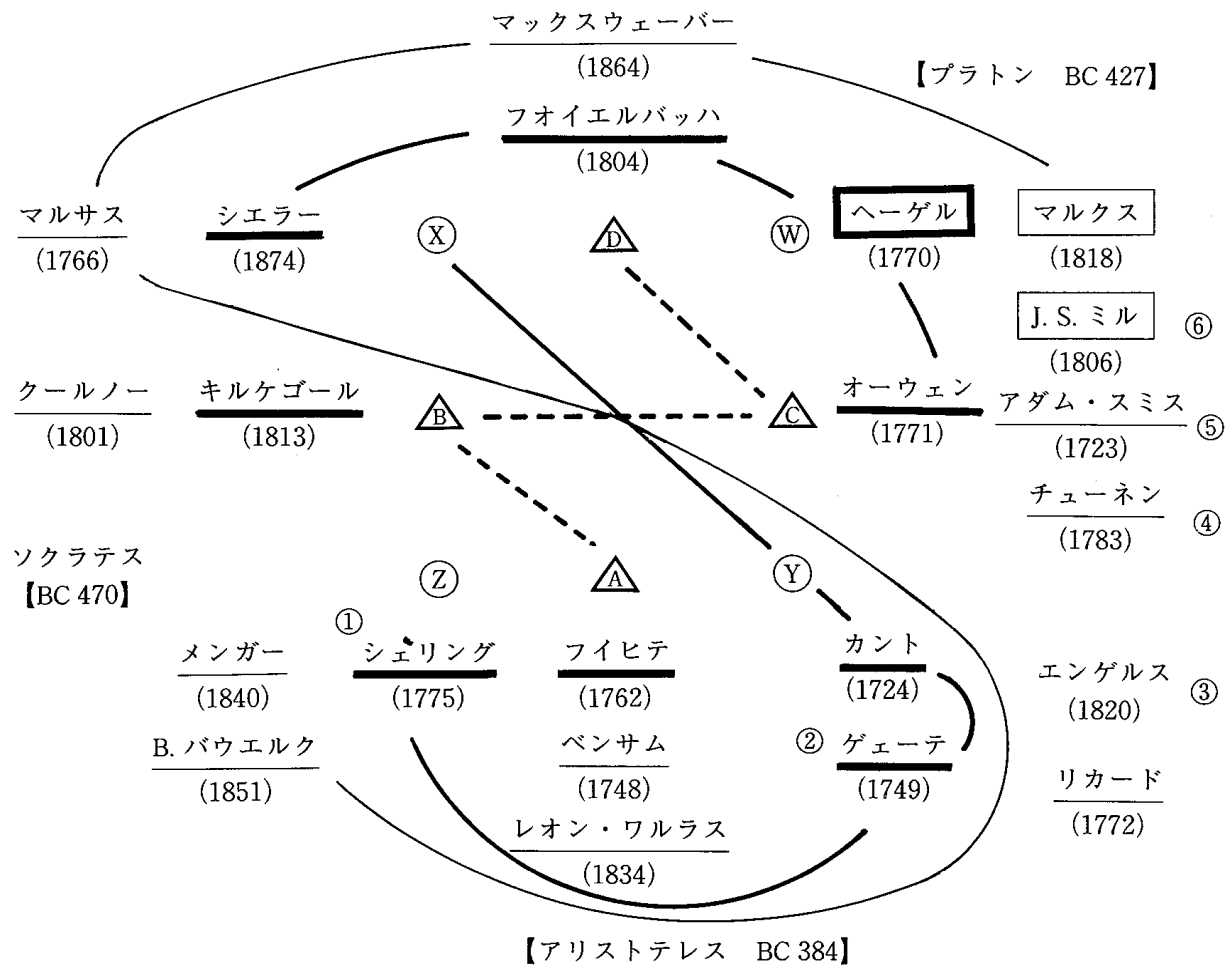 マックスウェーバー
(1864)
【プラトン BC 427】
フオイエルバッハ
(1804)
マルサス
(1766)
シエラー
(1874)
X
D
W
ヘーゲル
(1770)
マルクス
(1818)
J. S. ミル
⑥
(1806)
クールノー
(1801)
キルケゴール
(1813)
B
C
オーウェン
(1771)
アダム・スミス
⑤
(1723)
チューネン
④
(1783)
ソクラテス
【BC 470】
Z
A
Y
①
メンガー
(1840)
シェリング
(1775)
フイヒテ
(1762)
カント
(1724)
エンゲルス
③
(1820)
B. バウエルク
(1851)
ベンサム
(1748)
② ゲェーテ
(1749)
リカード
(1772)
レオン・ワルラス
(1834)
【アリストテレス BC 384】